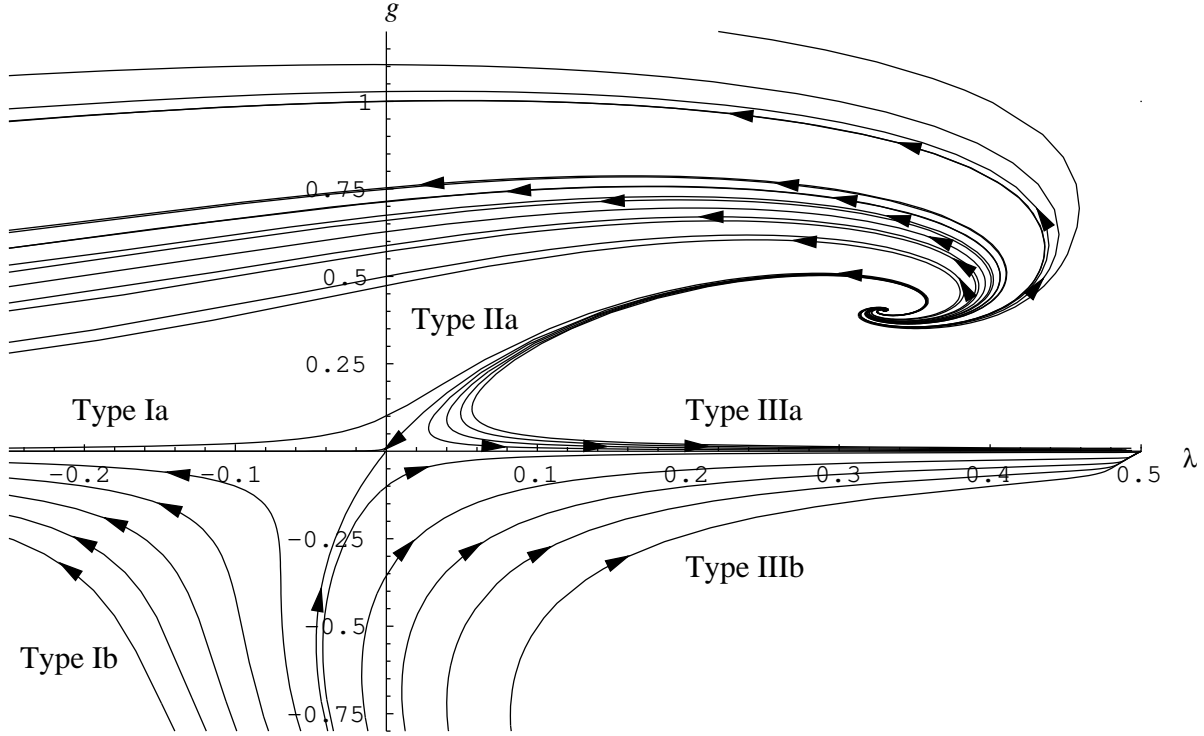 g
1
0.75
0.5
Type IIa
0.25
Type Ia
Type IIIa
λ
−0.2
−0.1
0.1
0.2
0.3
0.4
0.5
−0.25
Type IIIb
−0.5
Type Ib
−0.75